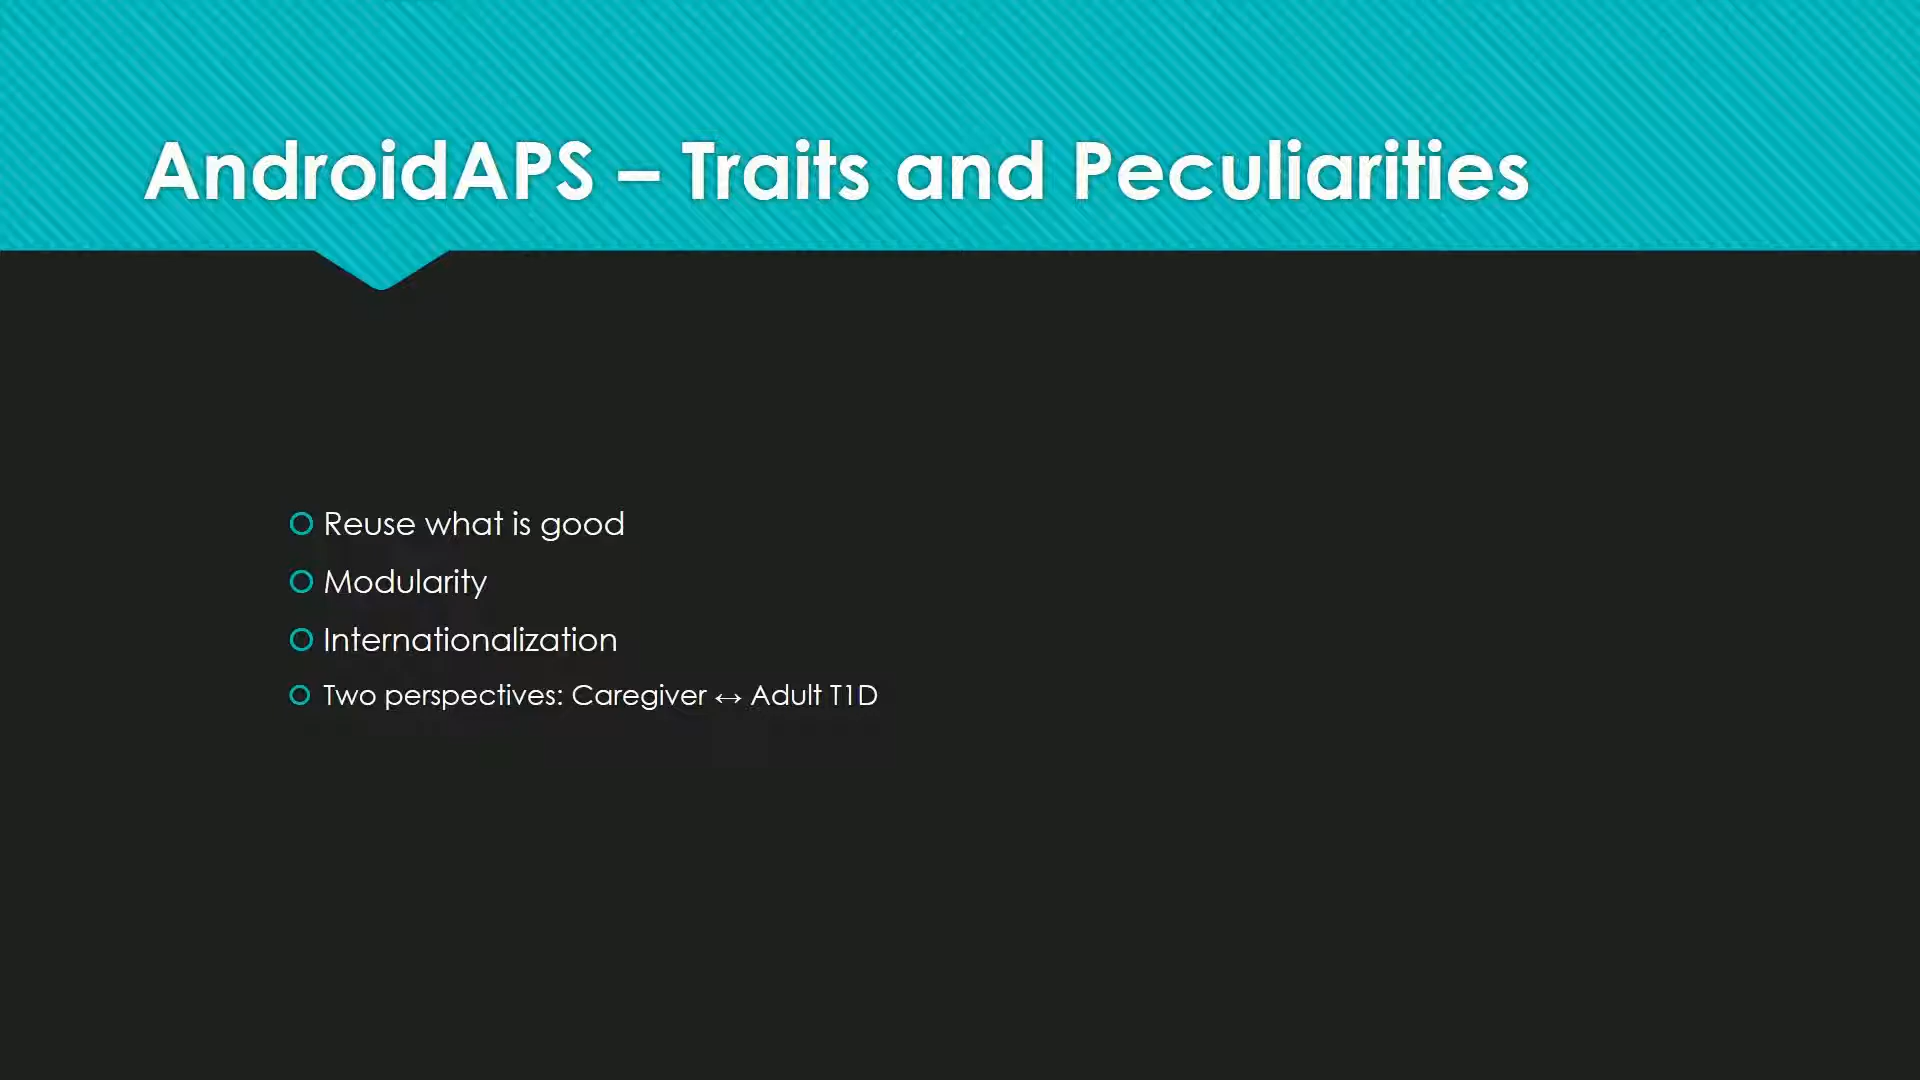 AndroidAPS – Traits and Peculiarities
Reuse what is good
Modularity
Internationalization
Two perspectives: Caregiver ↔ Adult T1D